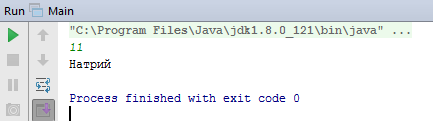 Run Main
"C:\Program Files\Java\jdk1.8.0_121\bin\java" ...
11
Натрий
Process finished with exit code 0